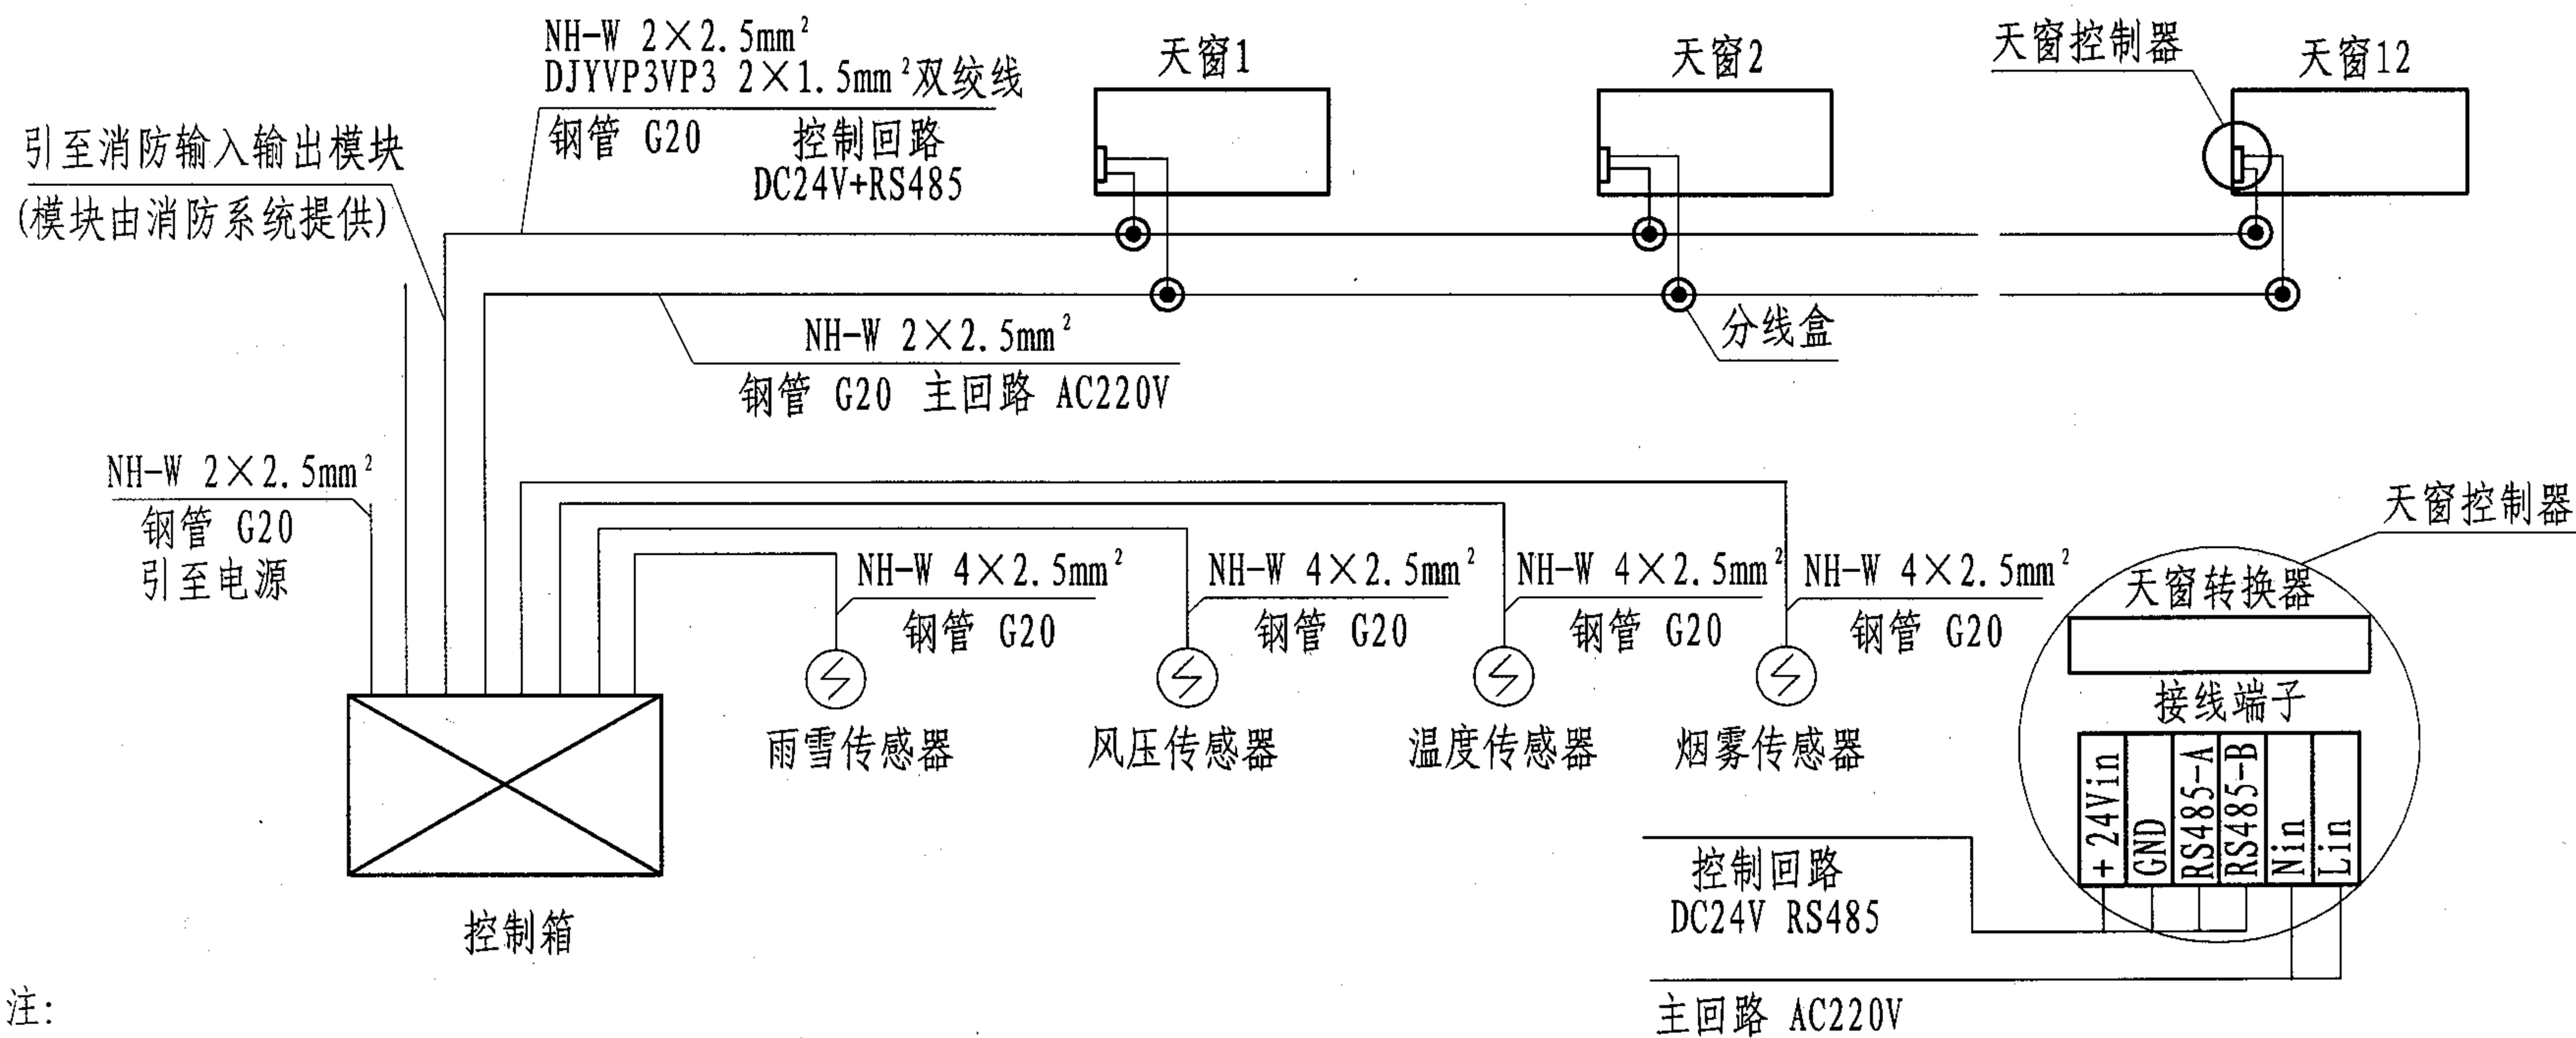 NH-W 2×2.5mm²
DJYVP3VP3 2×1.5mm²双绞线
钢管 G20 控制回路
DC24V+RS485
引至消防输入输出模块
(模块由消防系统提供)
天窗1
天窗2
天窗控制器
天窗12
NH-W 2×2.5mm²
钢管 G20 主回路 AC220V
分线盒
NH-W 2×2.5mm²
钢管 G20
引至电源
NH-W 4×2.5mm²
钢管 G20
NH-W 4×2.5mm²
钢管 G20
NH-W 4×2.5mm²
钢管 G20
NH-W 4×2.5mm²
钢管 G20
雨雪传感器
风压传感器
温度传感器
烟雾传感器
控制箱
天窗控制器
天窗转换器
接线端子
+24Vin
GND
RS485-A
RS485-B
Nin
Lin
控制回路
DC24V RS485
主回路 AC220V
注: